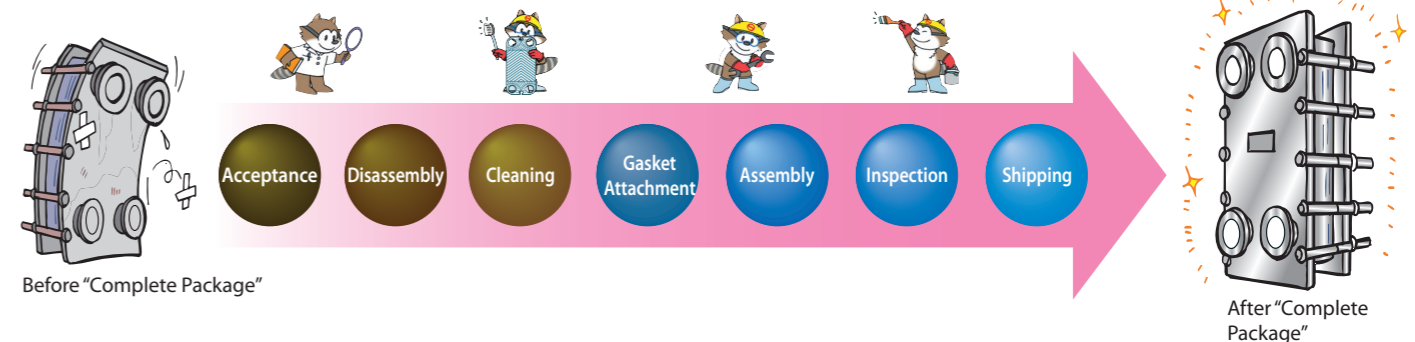 Acceptance
Disassembly
Cleaning
Gasket
Attachment
Assembly
Inspection
Shipping
Before “Complete Package”
After “Complete
Package”